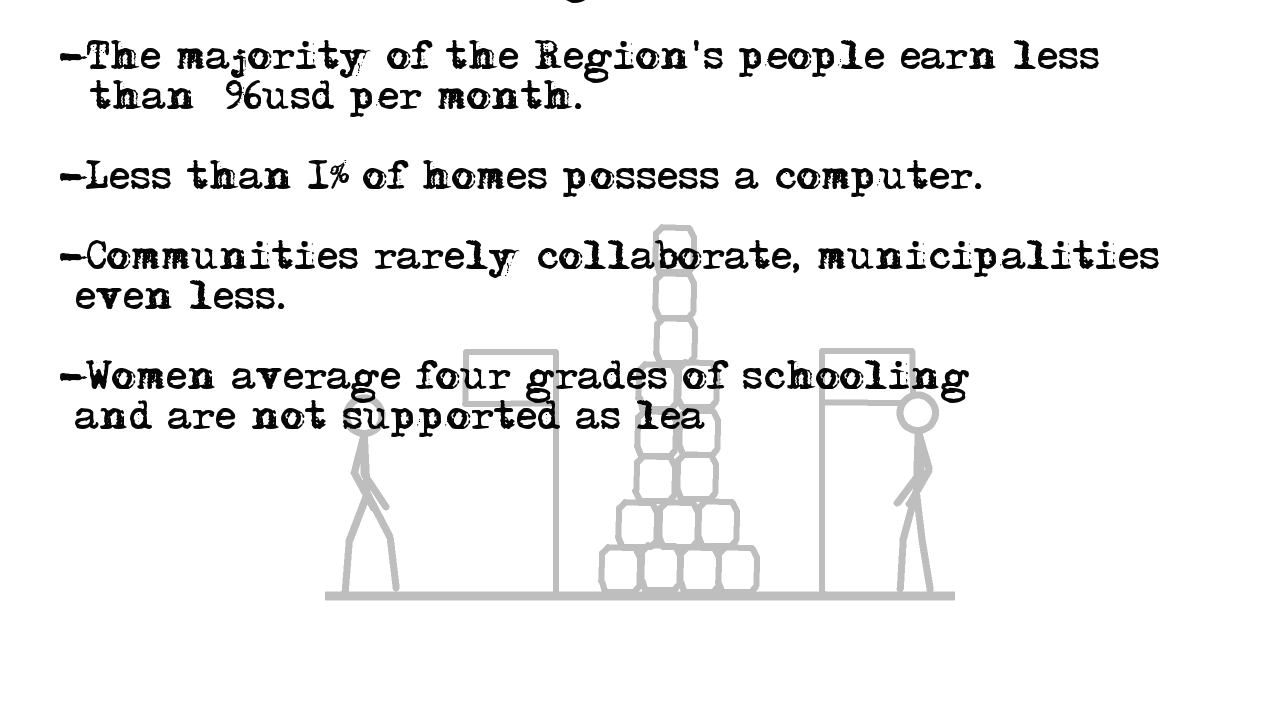 -The majority of the Region's people earn less
than 96usd per month.
-Less than 1% of homes possess a computer.
-Communities rarely collaborate, municipalities
even less.
-Women average four grades of schooling
and are not supported as lea